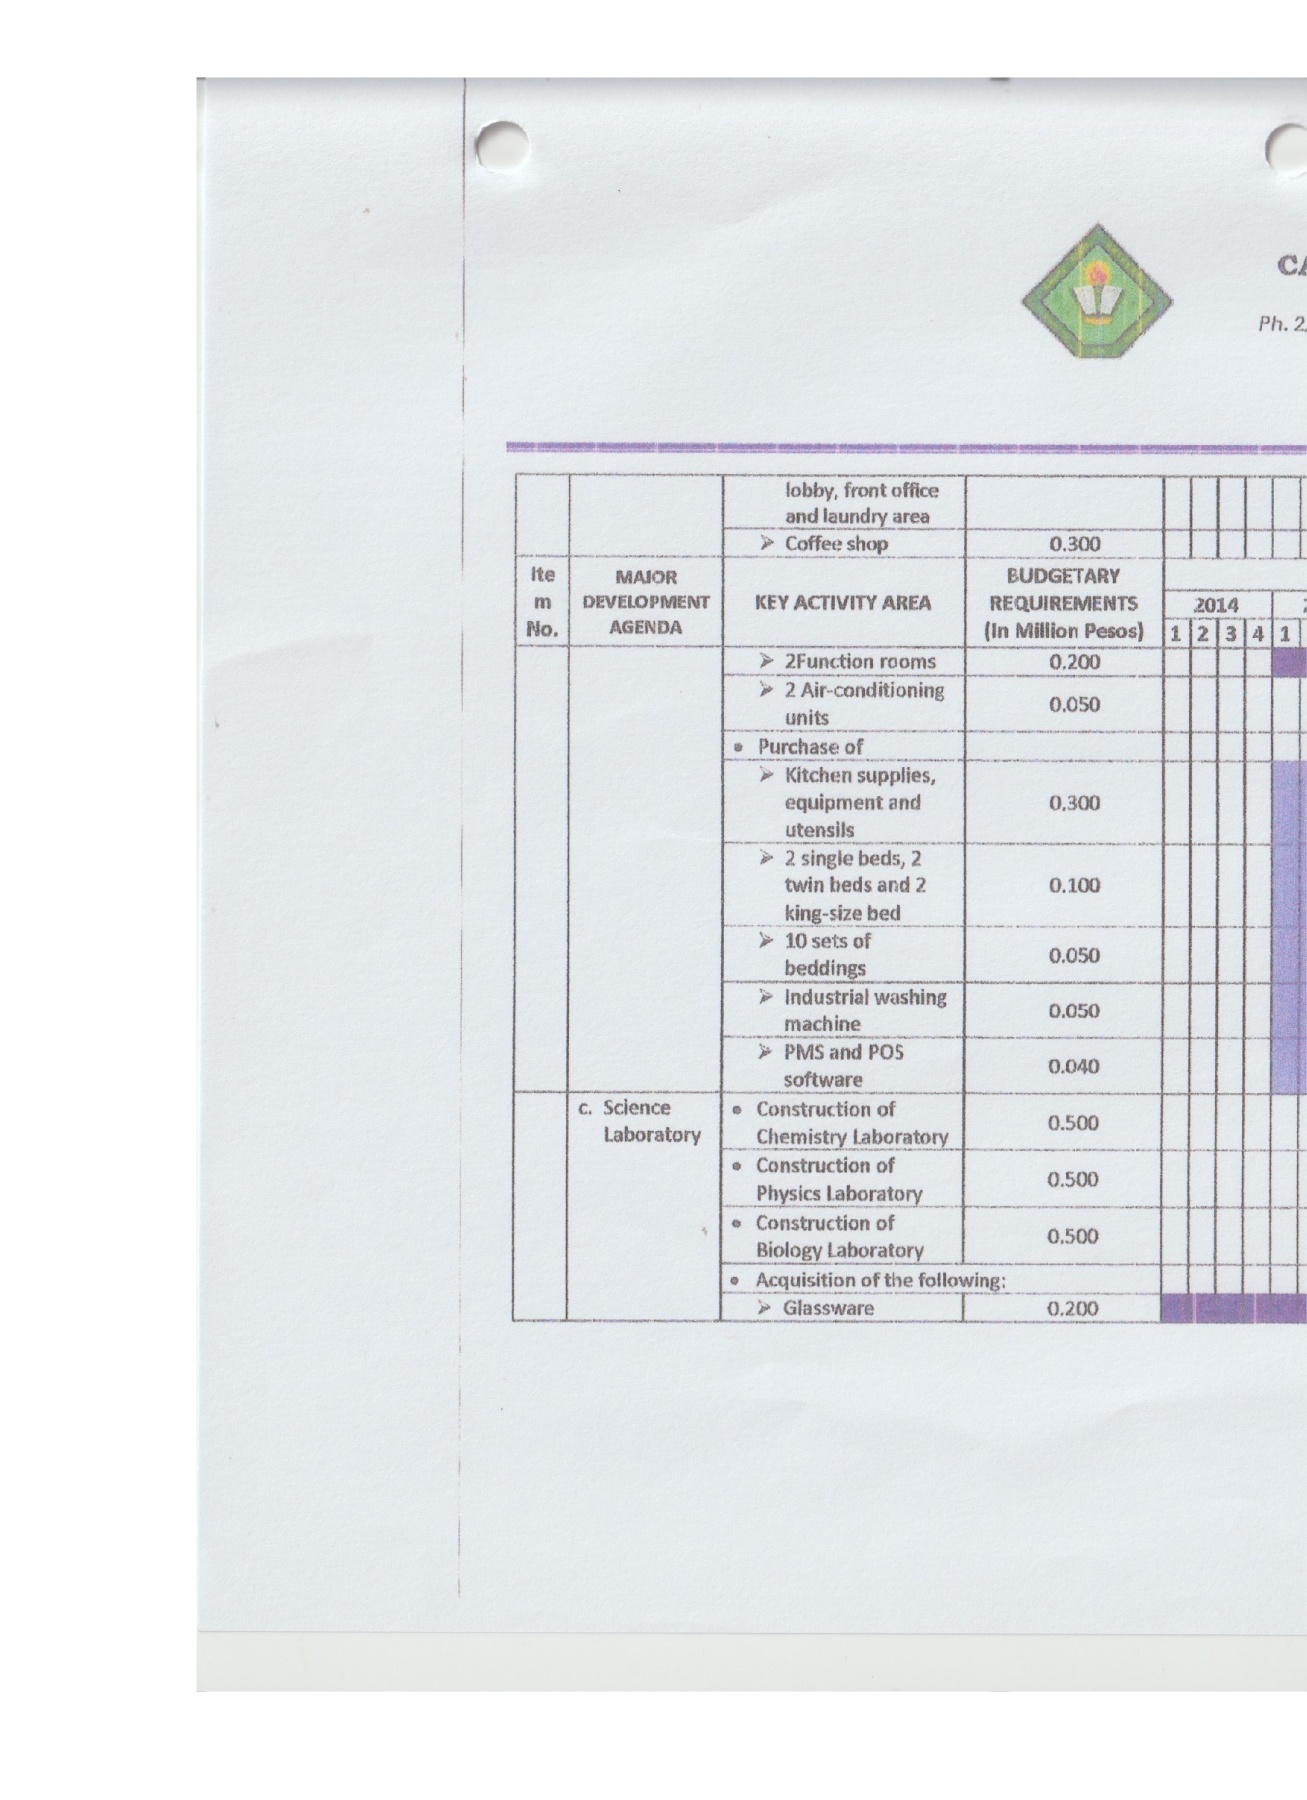 CA
Ph. 2
lobby, front office
and laundry area
➢ Coffee shop 0.300
Ite
m
No.
MAJOR
DEVELOPMENT
AGENDA
KEY ACTIVITY AREA
BUDGETARY
REQUIREMENTS
(In Million Pesos)
2014
1 2 3 4 1
➢ 2Function rooms 0.200
➢ 2 Air-conditioning
units
0.050
• Purchase of
➢ Kitchen supplies,
equipment and
utensils
0.300
➢ 2 single beds, 2
twin beds and 2
king-size bed
0.100
➢ 10 sets of
beddings
0.050
➢ Industrial washing
machine
0.050
➢ PMS and POS
software
0.040
c. Science
Laboratory
• Construction of
Chemistry Laboratory
0.500
• Construction of
Physics Laboratory
0.500
• Construction of
Biology Laboratory
0.500
• Acquisition of the following:
➢ Glassware 0.200